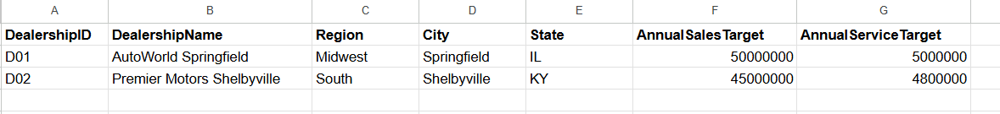 A B C D E F G
DealershipID DealershipName Region City State AnnualSalesTarget AnnualServiceTarget
D01 AutoWorld Springfield Midwest Springfield IL 50000000 5000000
D02 Premier Motors Shelbyville South Shelbyville KY 45000000 4800000